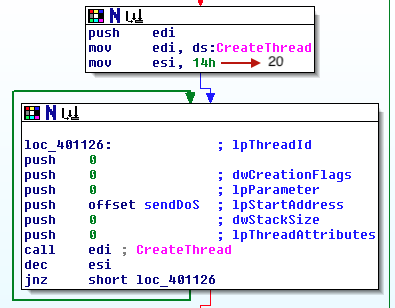 push    edi
mov     edi, ds:CreateThread
mov     esi, 14h 20
loc_401126:             ; lpThreadId
push    0
push    0               ; dwCreationFlags
push    0               ; lpParameter
push    offset sendDoS  ; lpStartAddress
push    0               ; dwStackSize
push    0               ; lpThreadAttributes
call    edi ; CreateThread
dec     esi
jnz     short loc_401126